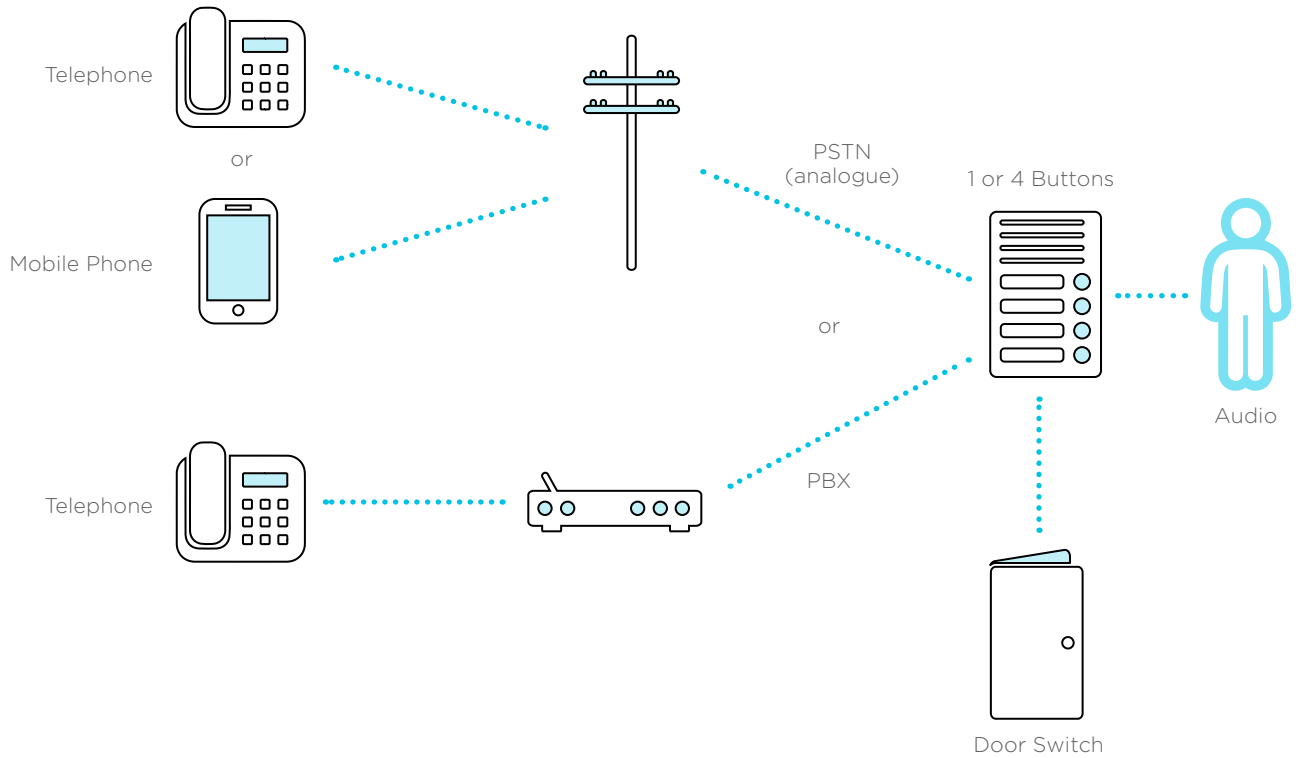 Telephone
or
Mobile Phone
PSTN
(analogue)
1 or 4 Buttons
or
Audio
Telephone
PBX
Door Switch